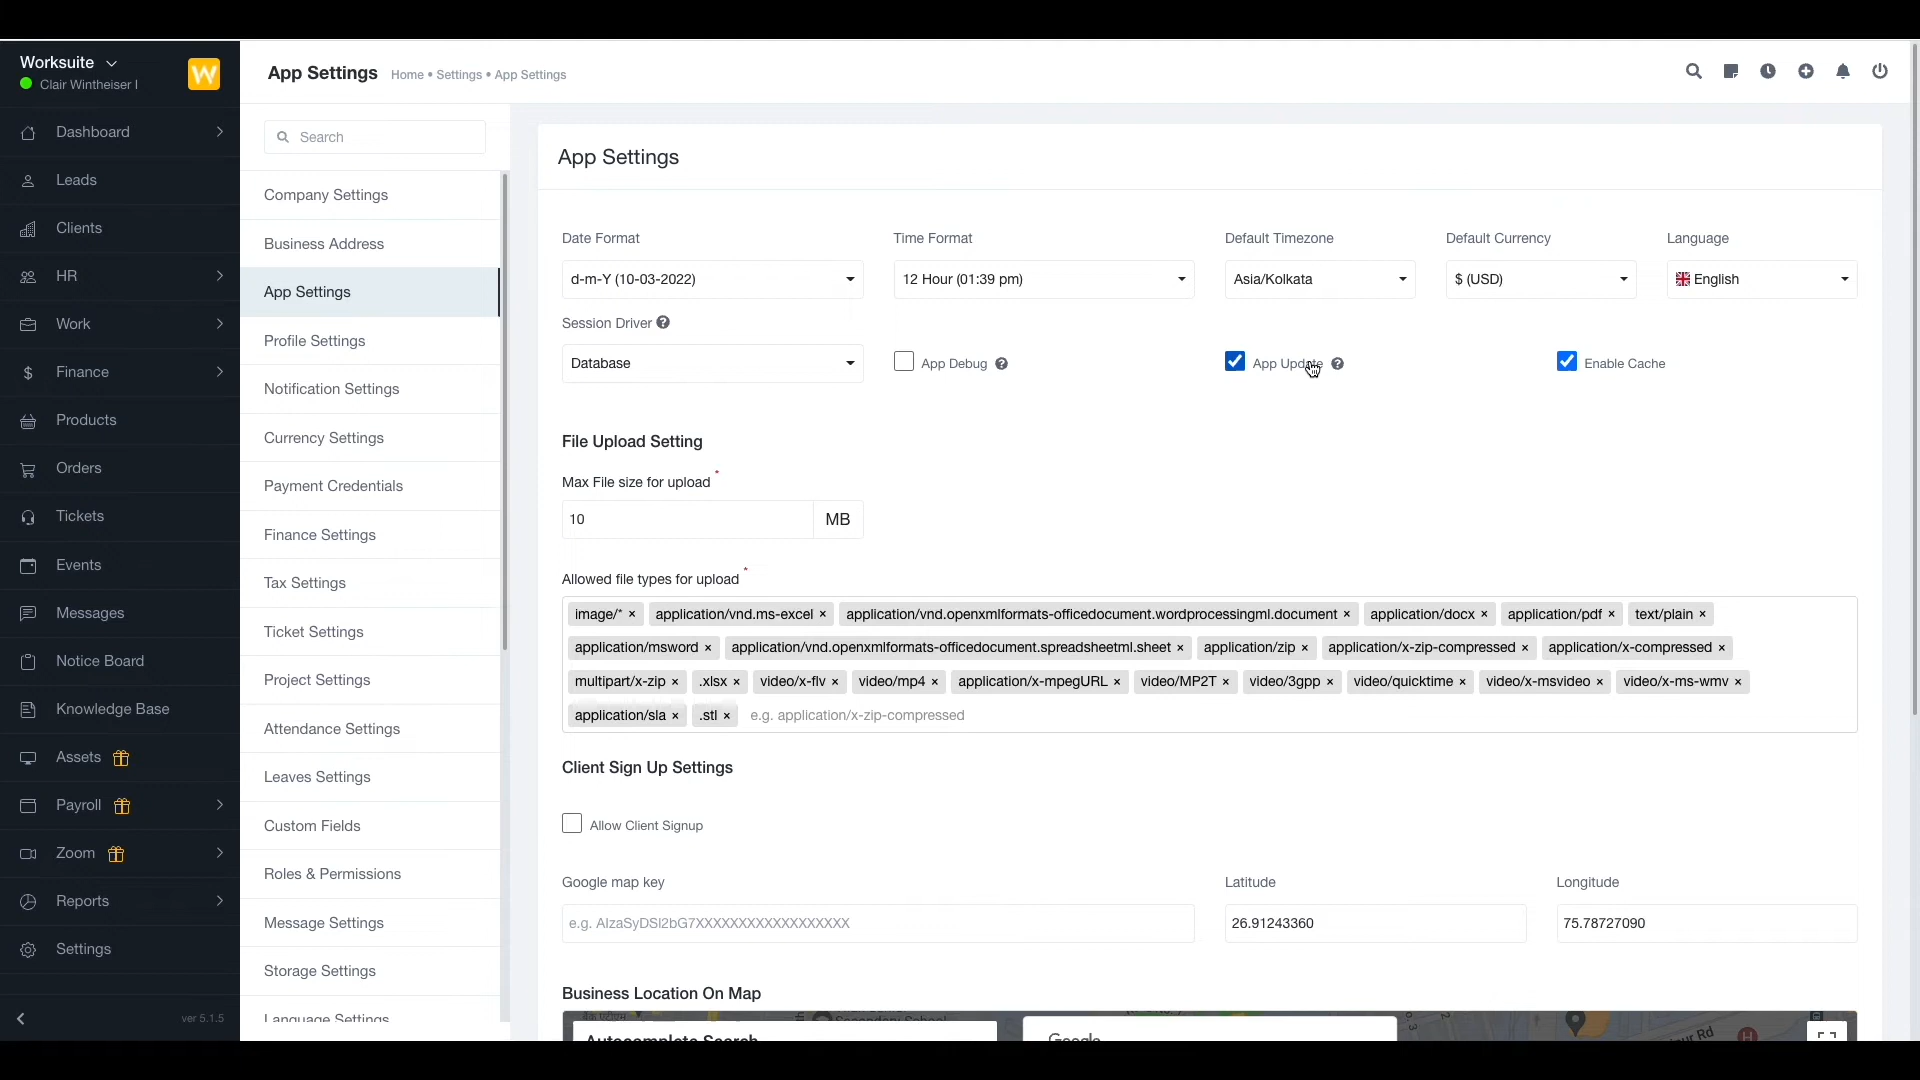 Worksuite
Clair Wintheiser I
W
App Settings Home • Settings • App Settings
Dashboard
Leads
Clients
HR
Work
Finance
Products
Orders
Tickets
Events
Messages
Notice Board
Knowledge Base
Assets
Payroll
Zoom
Reports
Settings
ver 5.1.5
Search
Company Settings
Business Address
App Settings
Profile Settings
Notification Settings
Currency Settings
Payment Credentials
Finance Settings
Tax Settings
Ticket Settings
Project Settings
Attendance Settings
Leaves Settings
Custom Fields
Roles & Permissions
Message Settings
Storage Settings
Language Settings
App Settings
Date Format Time Format Default Timezone Default Currency Language
d-m-Y (10-03-2022) 12 Hour (01:39 pm) Asia/Kolkata $ (USD) English
Session Driver ?
Database App Debug ? App Update ? Enable Cache
File Upload Setting
Max File size for upload *
10 MB
Allowed file types for upload *
image/* × application/vnd.ms-excel × application/vnd.openxmlformats-officedocument.wordprocessingml.document × application/docx × application/pdf × text/plain ×
application/msword × application/vnd.openxmlformats-officedocument.spreadsheetml.sheet × application/zip × application/x-zip-compressed × application/x-compressed ×
multipart/x-zip × .xlsx × video/x-flv × video/mp4 × application/x-mpegURL × video/MP2T × video/3gpp × video/quicktime × video/x-msvideo × video/x-ms-wmv ×
application/sla × .stl × e.g. application/x-zip-compressed
Client Sign Up Settings
Allow Client Signup
Google map key Latitude Longitude
e.g. AIzaSyDSl2bG7XXXXXXXXXXXXXXXXXX 26.91243360 75.78727090
Business Location On Map
Autocomplete Search Google